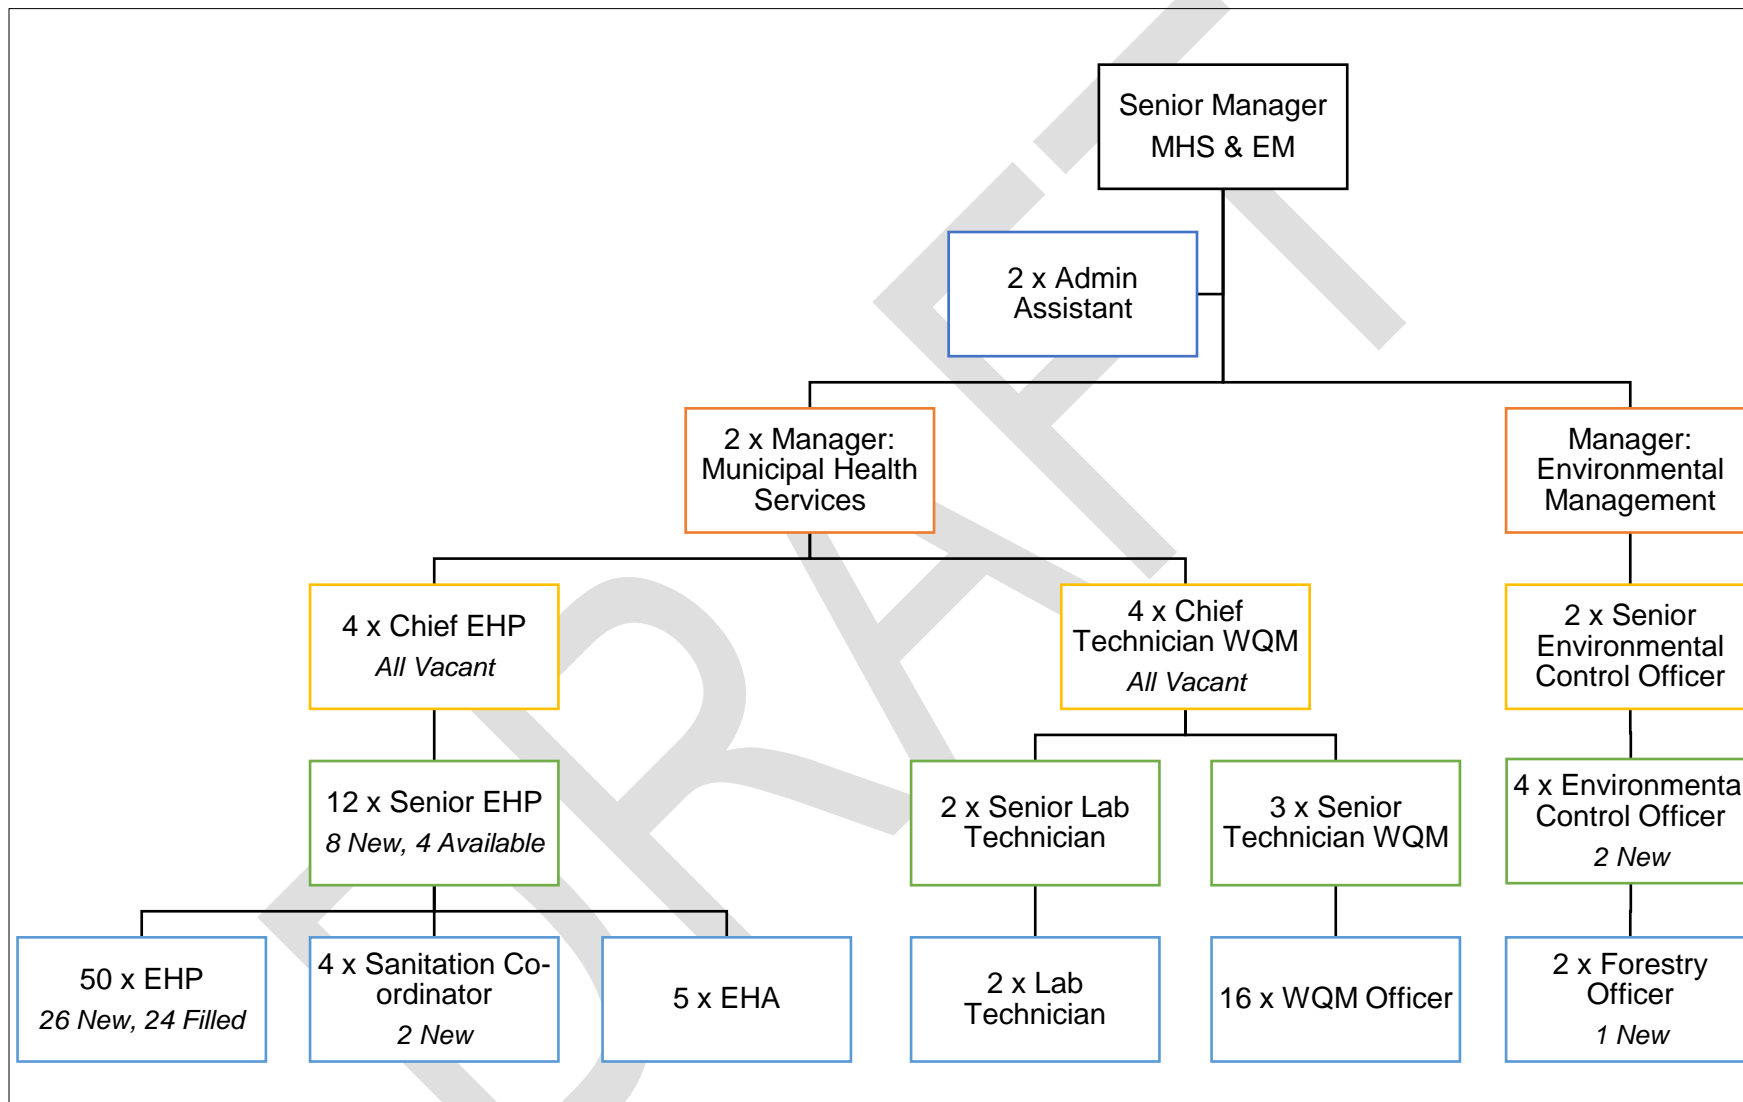 Senior Manager
MHS & EM
2 x Admin
Assistant
2 x Manager:
Municipal Health
Services
Manager:
Environmental
Management
4 x Chief EHP
All Vacant
4 x Chief
Technician WQM
All Vacant
2 x Senior
Environmental
Control Officer
12 x Senior EHP
8 New, 4 Available
2 x Senior Lab
Technician
3 x Senior
Technician WQM
4 x Environmental
Control Officer
2 New
50 x EHP
26 New, 24 Filled
4 x Sanitation Co-
ordinator
2 New
5 x EHA
2 x Lab
Technician
16 x WQM Officer
2 x Forestry
Officer
1 New
DRAFT